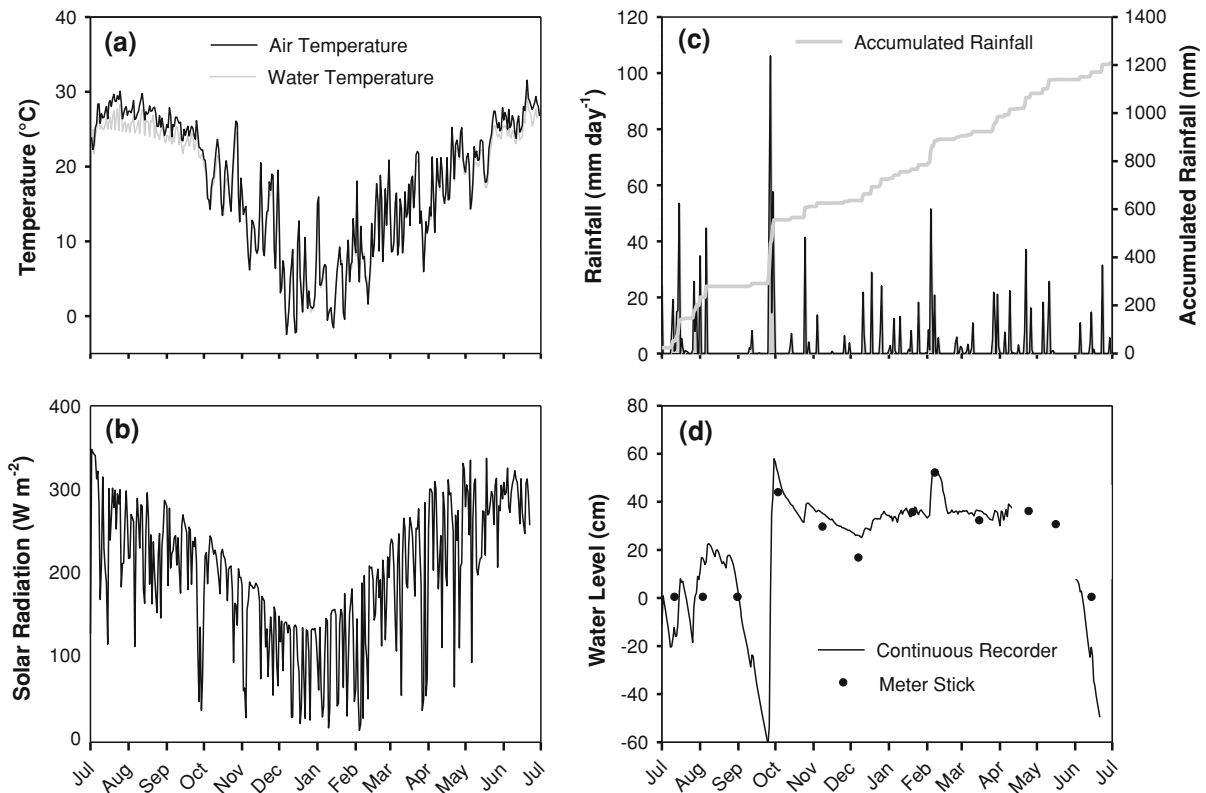 (a)
Air Temperature
Water Temperature
Temperature (°C)
40
30
20
10
0
(c)
Accumulated Rainfall
Rainfall (mm day⁻¹)
120
100
80
60
40
20
0
Accumulated Rainfall (mm)
1400
1200
1000
800
600
400
200
0
(b)
Solar Radiation (W m⁻²)
400
300
200
100
0
Jul Aug Sep Oct Nov Dec Jan Feb Mar Apr May Jun Jul
(d)
Continuous Recorder
Meter Stick
Water Level (cm)
80
60
40
20
0
-20
-40
-60
Jul Aug Sep Oct Nov Dec Jan Feb Mar Apr May Jun Jul